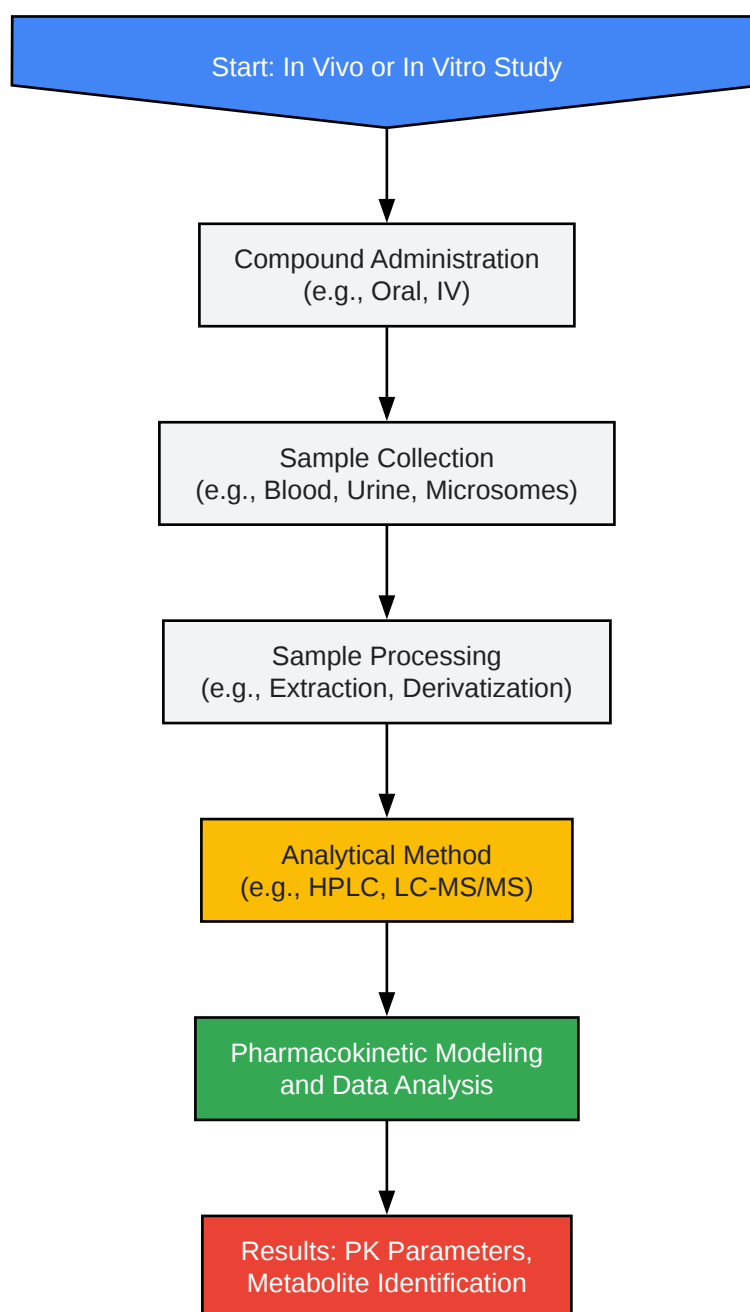 Start: In Vivo or In Vitro Study
Compound Administration
(e.g., Oral, IV)
Sample Collection
(e.g., Blood, Urine, Microsomes)
Sample Processing
(e.g., Extraction, Derivatization)
Analytical Method
(e.g., HPLC, LC-MS/MS)
Pharmacokinetic Modeling
and Data Analysis
Results: PK Parameters,
Metabolite Identification